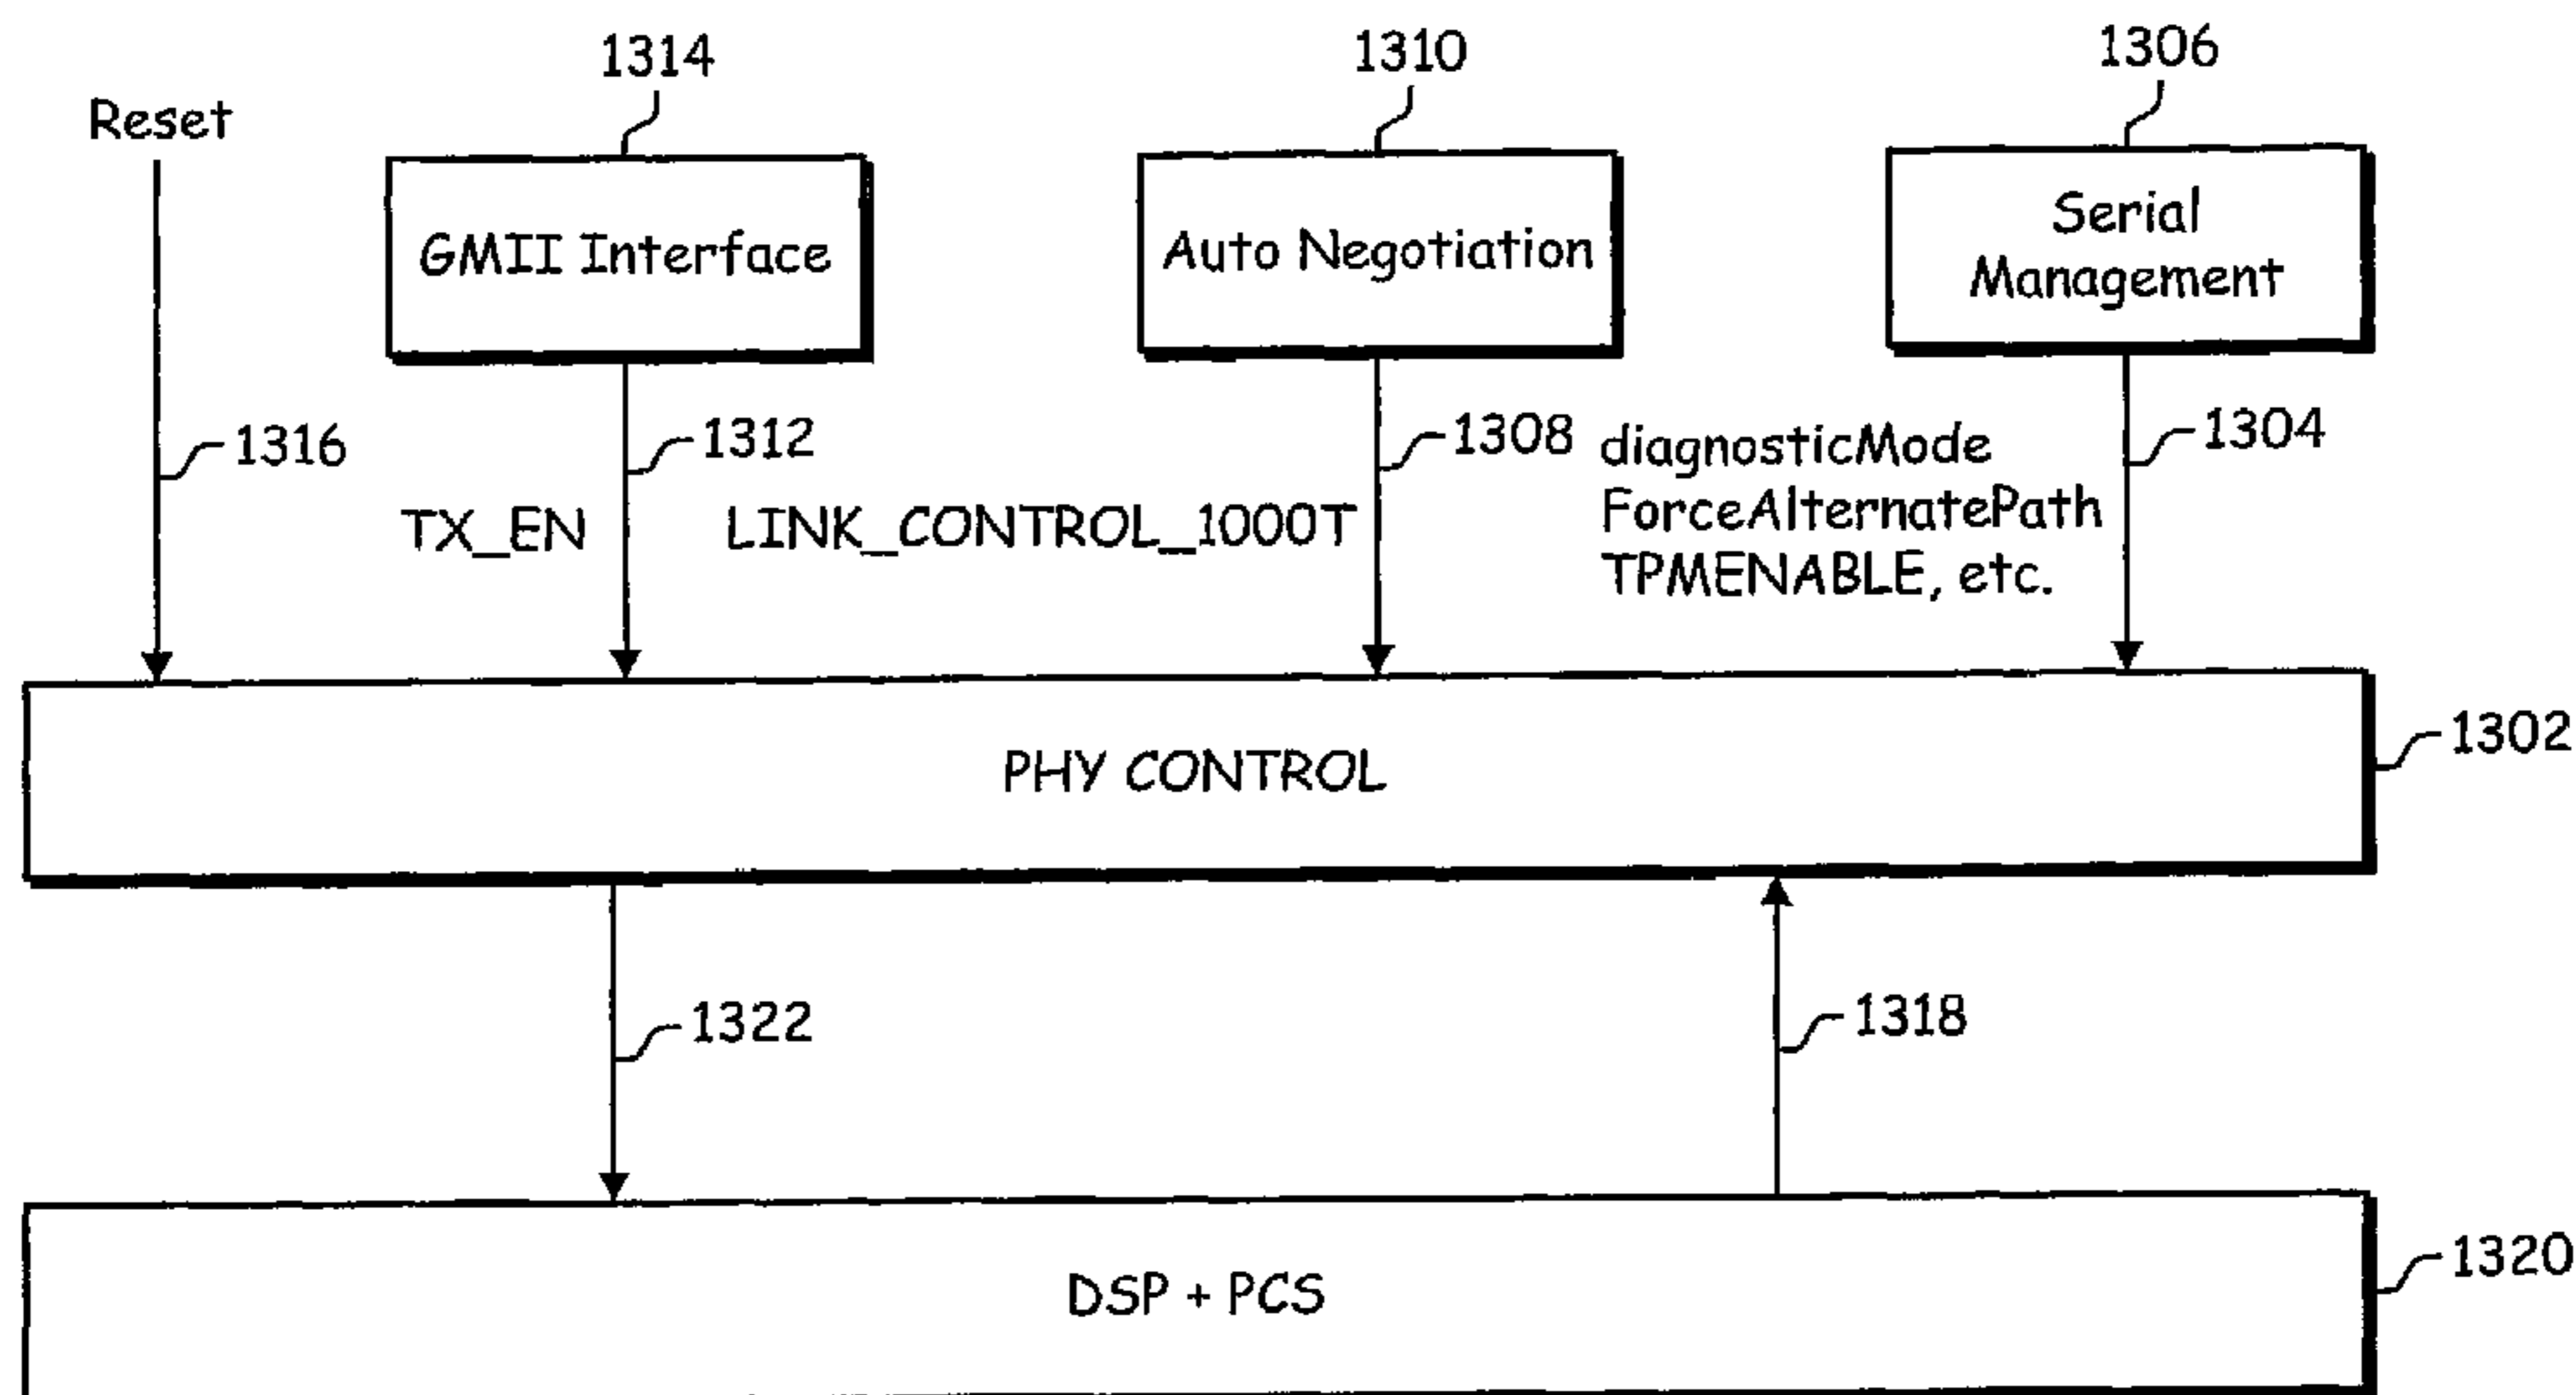 1314
1310
1306
Reset
GMII Interface
Auto Negotiation
Serial
Management
1316
1312
1308
1304
TX_EN
LINK_CONTROL_1000T
diagnosticMode
ForceAlternatePath
TPMENABLE, etc.
PHY CONTROL
1302
1322
1318
DSP + PCS
1320